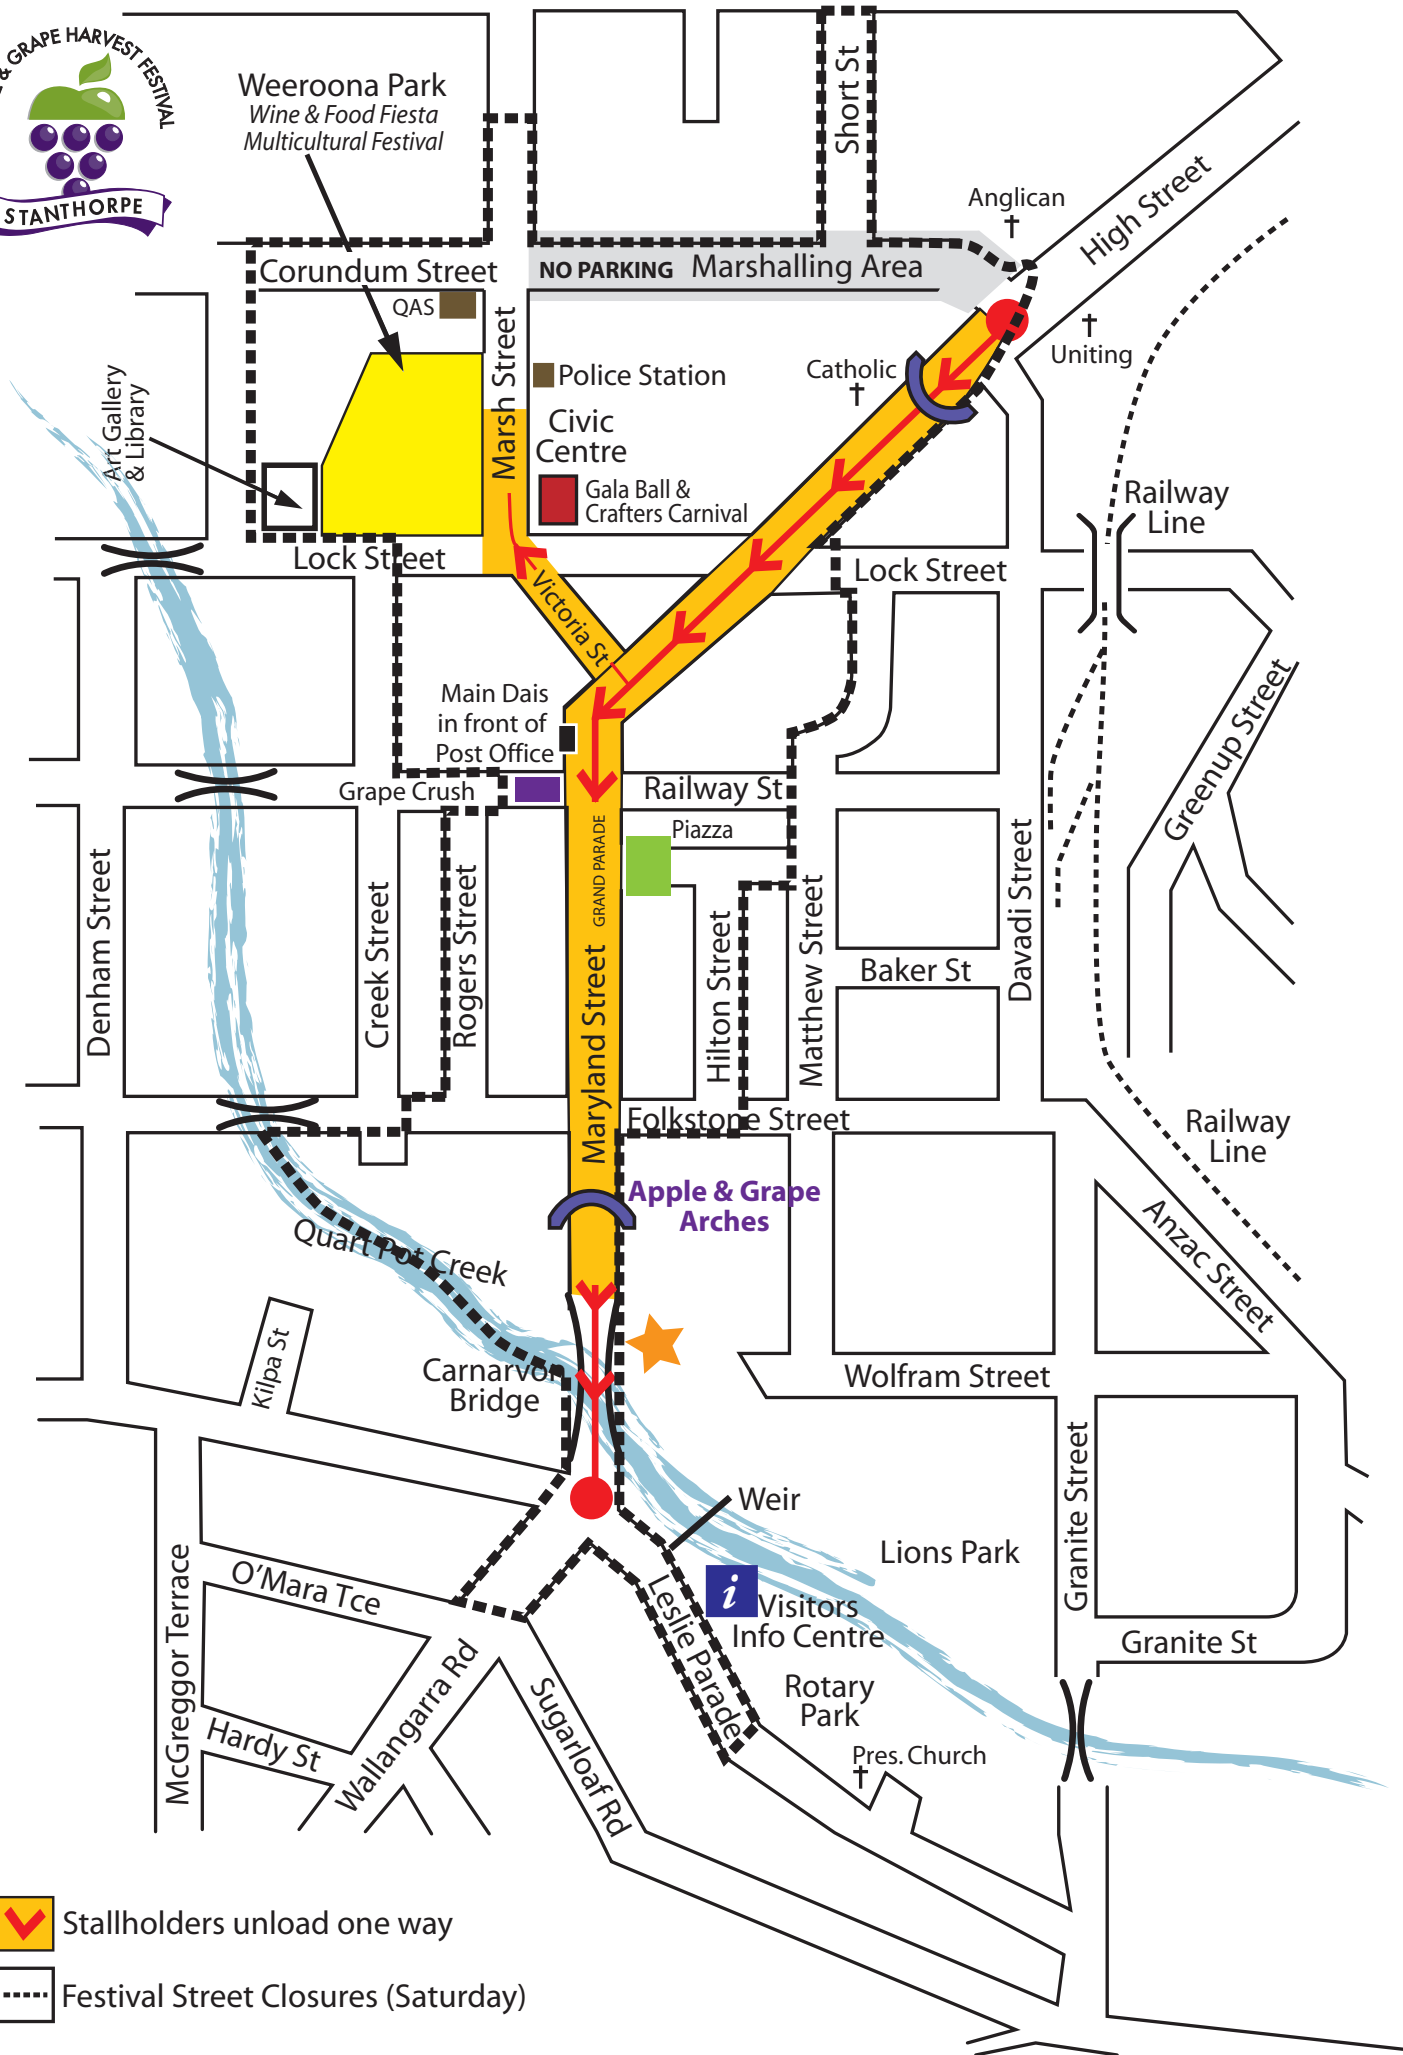 & GRAPE HARVEST FESTIVAL
STANTHORPE
Weeroona Park
Wine & Food Fiesta
Multicultural Festival
Short St
Anglican
High Street
Corundum Street
NO PARKING
Marshalling Area
QAS
Marsh Street
Uniting
Catholic
Police Station
Art Gallery
& Library
Civic
Centre
Gala Ball &
Crafters Carnival
Railway
Line
Lock Street
Lock Street
Victoria St
Main Dais
in front of
Post Office
Greenup Street
Grape Crush
Railway St
Piazza
GRAND PARADE
Denham Street
Creek Street
Rogers Street
Maryland Street
Hilton Street
Matthew Street
Davadi Street
Baker St
Folkstone Street
Railway
Line
Apple & Grape
Arches
Anzac Street
Quart Pot Creek
Kilpa St
Carnarvon
Bridge
Wolfram Street
Granite Street
Weir
Lions Park
O'Mara Tce
McGreggor Terrace
Leslie Parade
i
Visitors
Info Centre
Granite St
Rotary
Park
Wallangarra Rd
Sugarloaf Rd
Hardy St
Pres. Church
Stallholders unload one way
Festival Street Closures (Saturday)